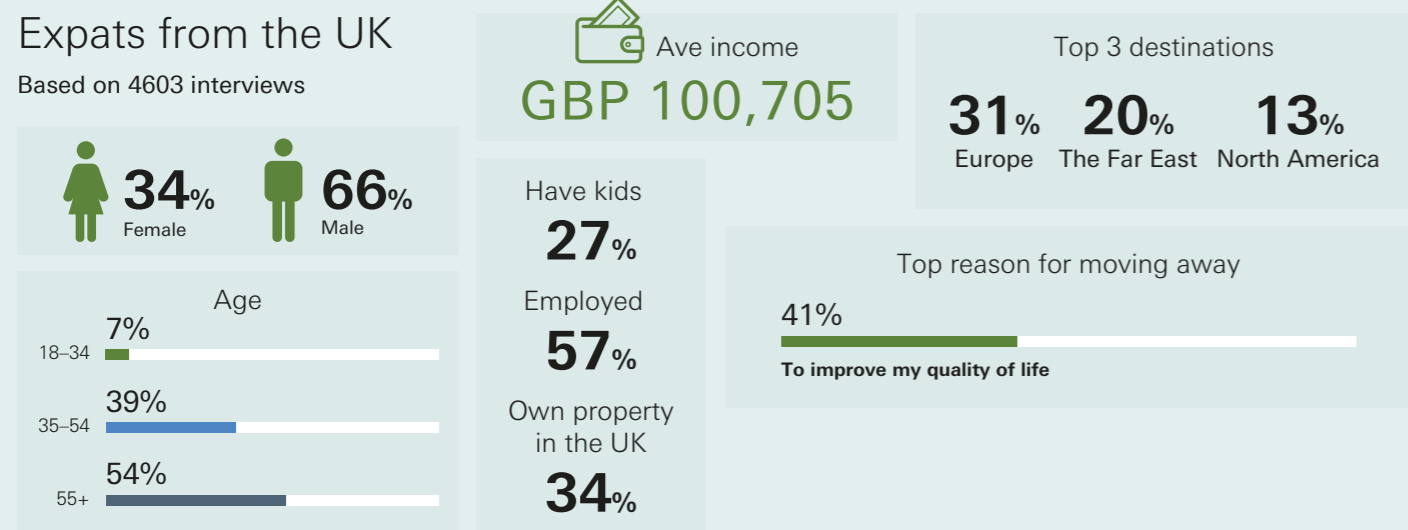 Expats from the UK
Based on 4603 interviews
34%
Female
66%
Male
Age
7%
18–34
39%
35–54
54%
55+
Ave income
GBP 100,705
Have kids
27%
Employed
57%
Own property
in the UK
34%
Top 3 destinations
31% 20% 13%
Europe The Far East North America
Top reason for moving away
41%
To improve my quality of life